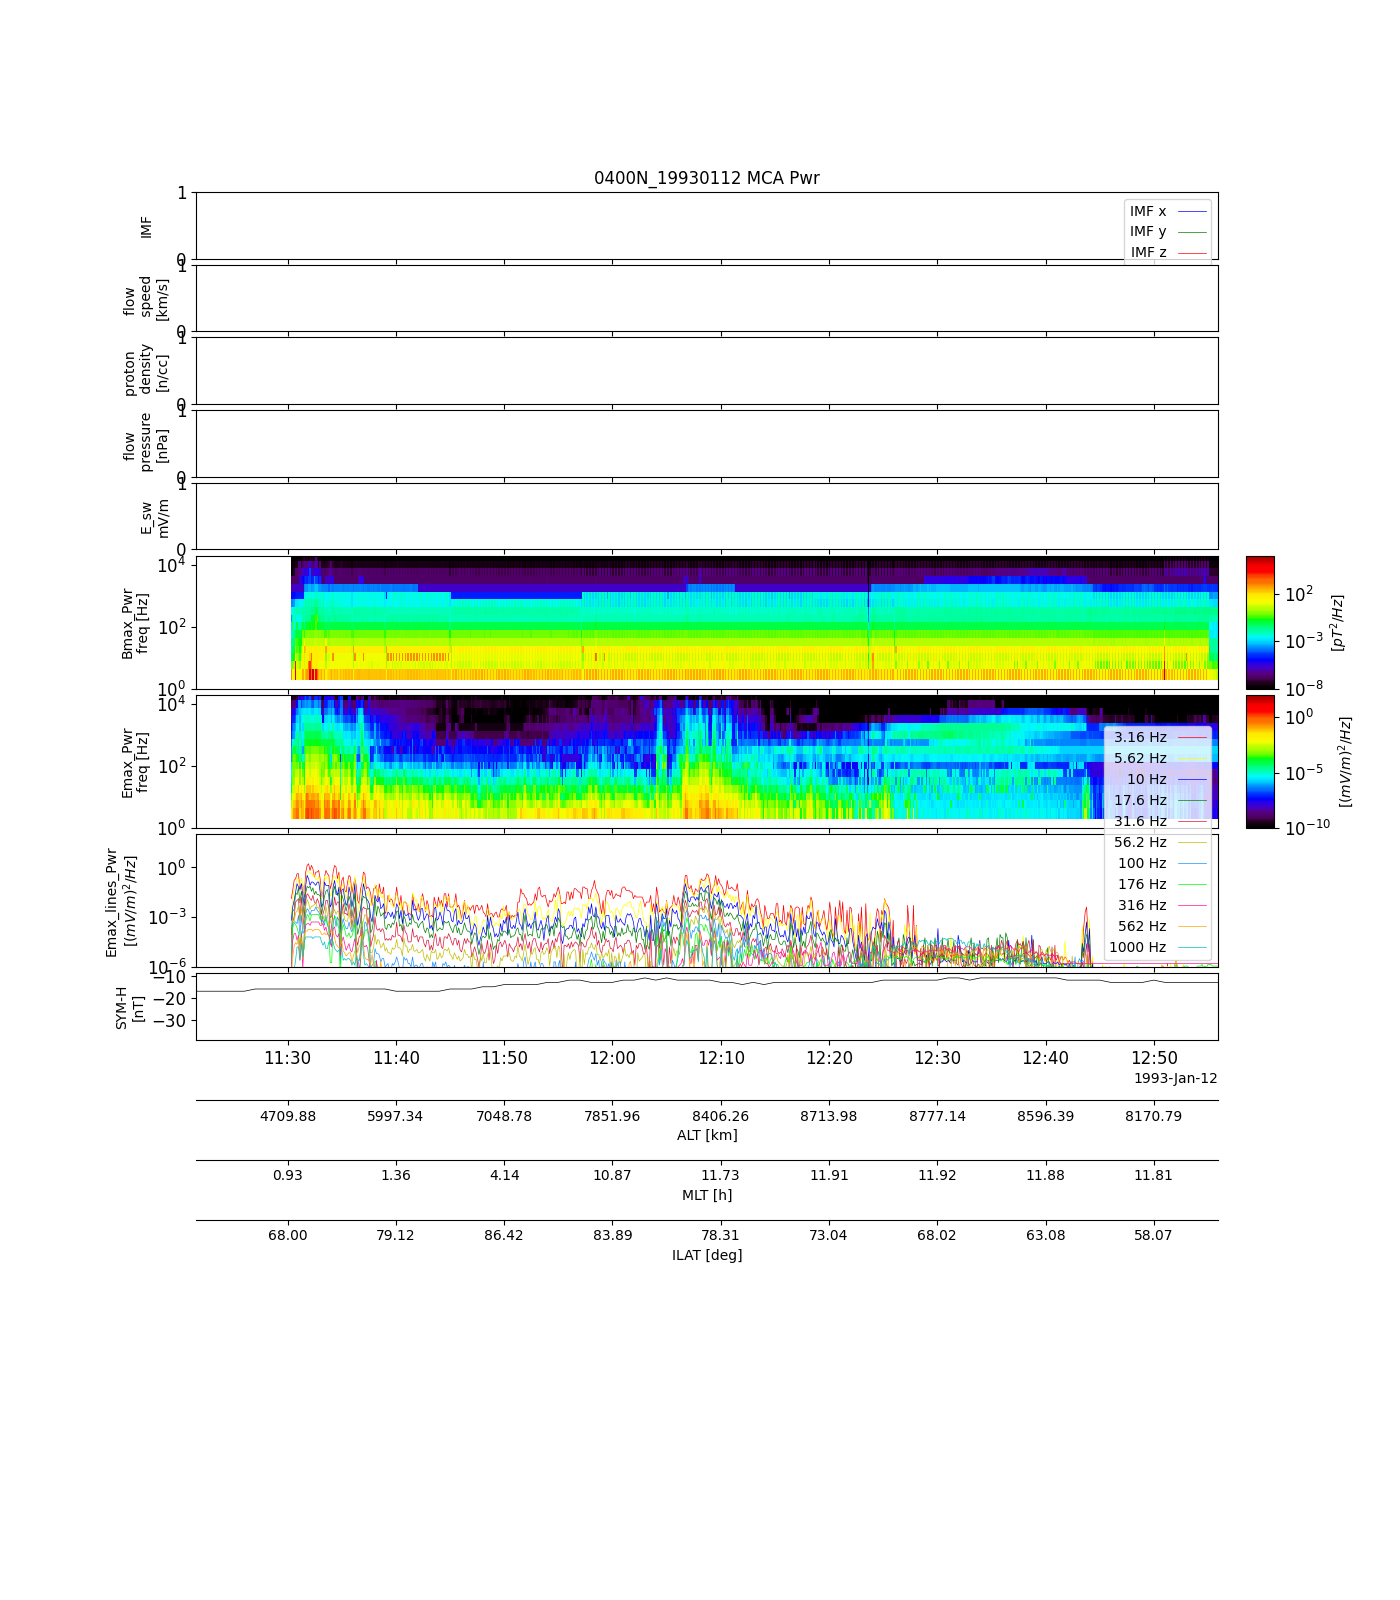 0400N_19930112 MCA Pwr
1
IMF
0
IMF x
IMF y
IMF z
1
flow
speed
[km/s]
0
1
proton
density
[n/cc]
0
1
flow
pressure
[nPa]
0
1
E_sw
mV/m
0
10^4
10^2
10^0
Bmax_Pwr
freq [Hz]
10^2
10^-3
10^-8
[pT^2/Hz]
10^4
10^2
10^0
Emax_Pwr
freq [Hz]
10^0
10^-5
10^-10
[(mV/m)^2/Hz]
3.16 Hz
5.62 Hz
10 Hz
17.6 Hz
31.6 Hz
56.2 Hz
100 Hz
176 Hz
316 Hz
562 Hz
1000 Hz
10^0
10^-3
10^-6
Emax_lines_Pwr
[(mV/m)^2/Hz]
−10
−20
−30
SYM-H
[nT]
11:30 11:40 11:50 12:00 12:10 12:20 12:30 12:40 12:50
1993-Jan-12
4709.88 5997.34 7048.78 7851.96 8406.26 8713.98 8777.14 8596.39 8170.79
ALT [km]
0.93 1.36 4.14 10.87 11.73 11.91 11.92 11.88 11.81
MLT [h]
68.00 79.12 86.42 83.89 78.31 73.04 68.02 63.08 58.07
ILAT [deg]